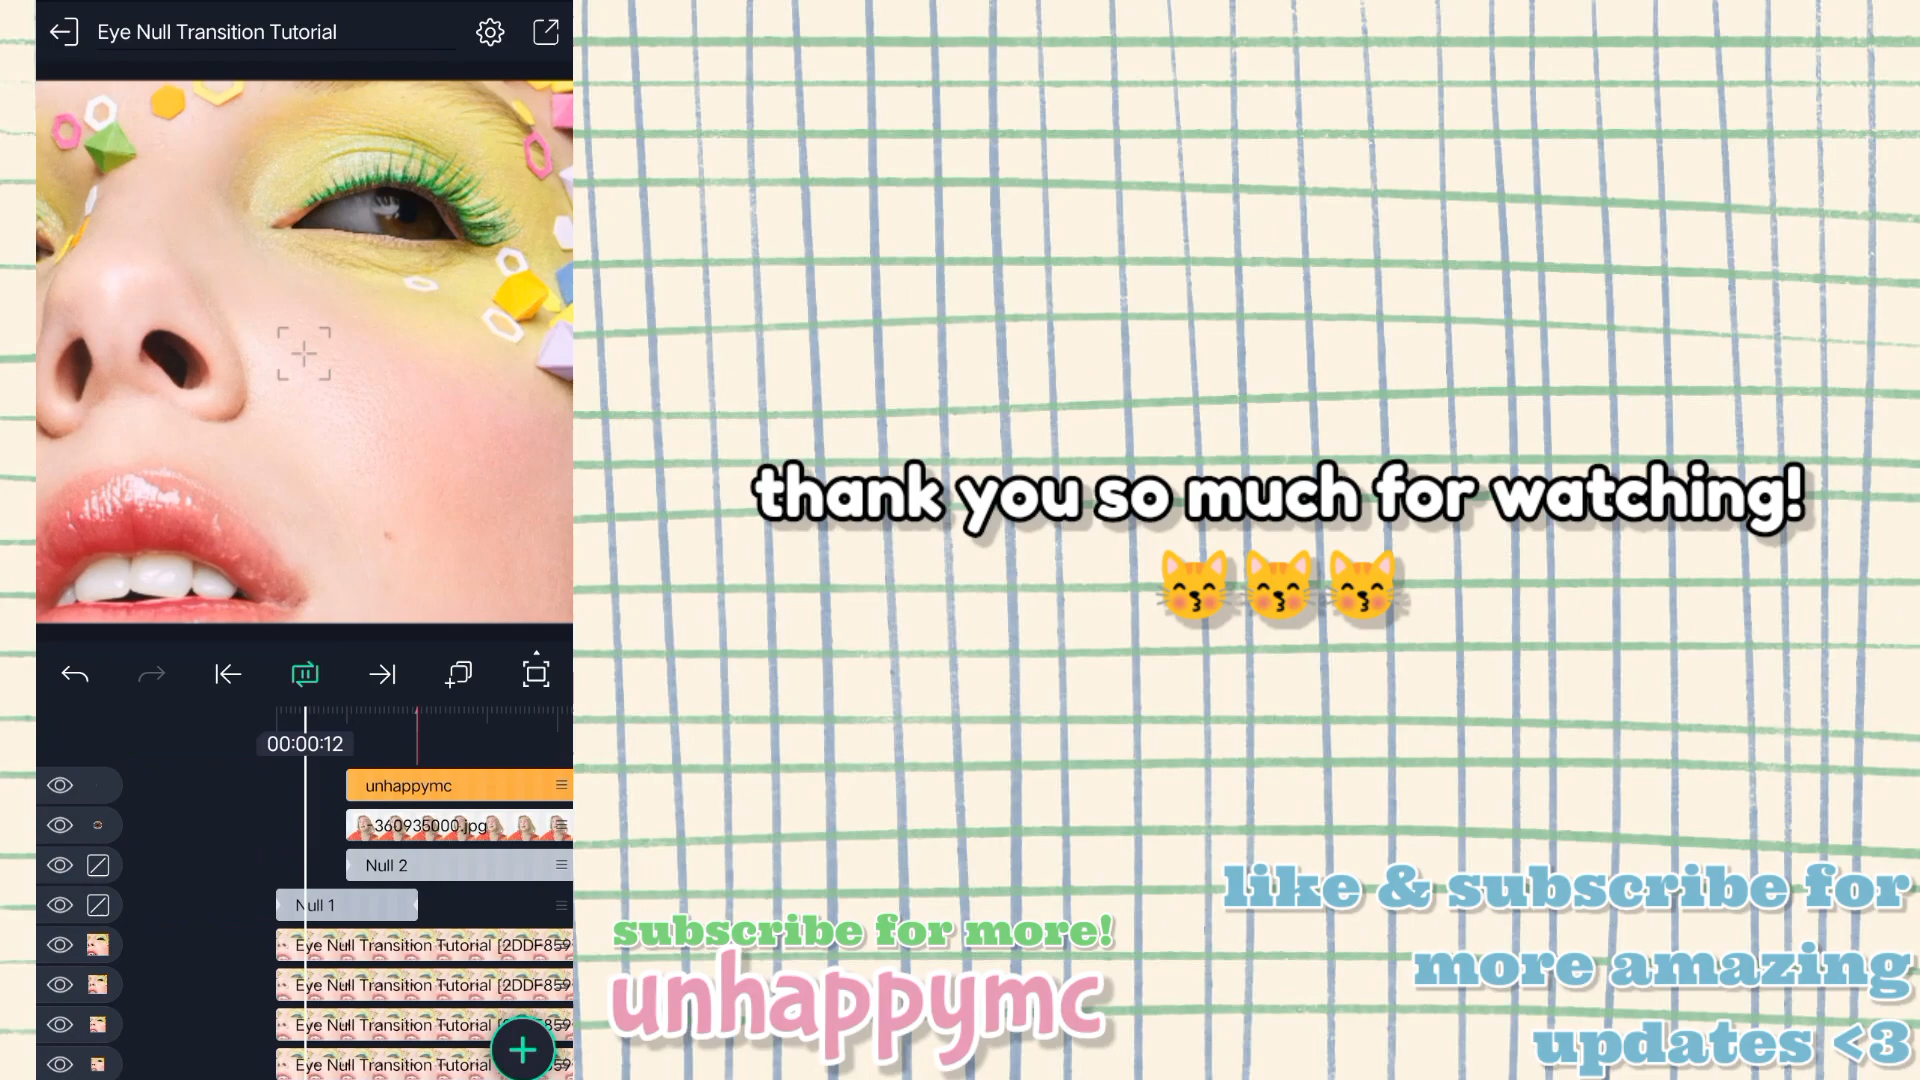 Eye Null Transition Tutorial
00:00:12
unhappymc
-360935000.jpg
Null 2
Null 1
Eye Null Transition Tutorial [2DDF859
Eye Null Transition Tutorial [2DDF859
Eye Null Transition Tutorial
Eye Null Transition Tutorial
thank you so much for watching!
😽😽😽
subscribe for more!
unhappymc
like & subscribe for
more amazing
updates <3